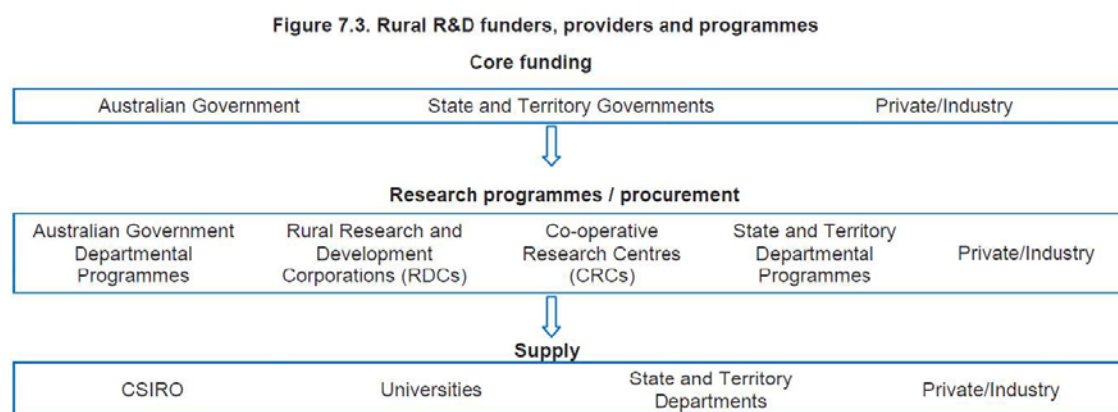 Figure 7.3. Rural R&D funders, providers and programmes
Core funding
Australian Government State and Territory Governments Private/Industry
Research programmes / procurement
Australian Government
Departmental
Programmes
Rural Research and
Development
Corporations (RDCs)
Co-operative
Research Centres
(CRCs)
State and Territory
Departmental
Programmes
Private/Industry
Supply
CSIRO
Universities
State and Territory
Departments
Private/Industry